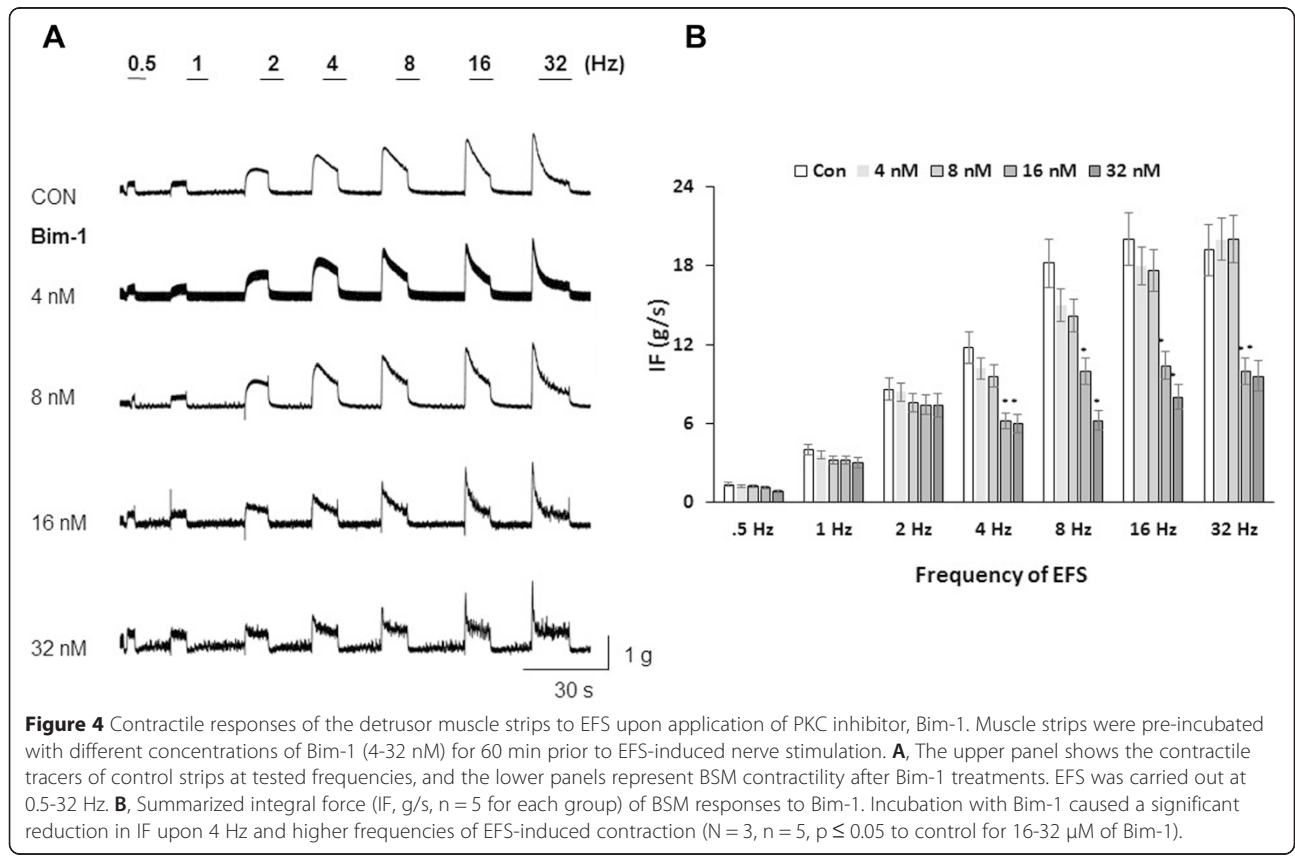 A
0.5 1 2 4 8 16 32 (Hz)
CON
Bim-1
4 nM
8 nM
16 nM
32 nM
1 g
30 s
B
Con 4 nM 8 nM 16 nM 32 nM
24
18
12
6
0
IF (g/s)
.5 Hz 1 Hz 2 Hz 4 Hz 8 Hz 16 Hz 32 Hz
Frequency of EFS
Figure 4 Contractile responses of the detrusor muscle strips to EFS upon application of PKC inhibitor, Bim-1. Muscle strips were pre-incubated
with different concentrations of Bim-1 (4-32 nM) for 60 min prior to EFS-induced nerve stimulation. A, The upper panel shows the contractile
tracers of control strips at tested frequencies, and the lower panels represent BSM contractility after Bim-1 treatments. EFS was carried out at
0.5-32 Hz. B, Summarized integral force (IF, g/s, n = 5 for each group) of BSM responses to Bim-1. Incubation with Bim-1 caused a significant
reduction in IF upon 4 Hz and higher frequencies of EFS-induced contraction (N = 3, n = 5, p ≤ 0.05 to control for 16-32 μM of Bim-1).